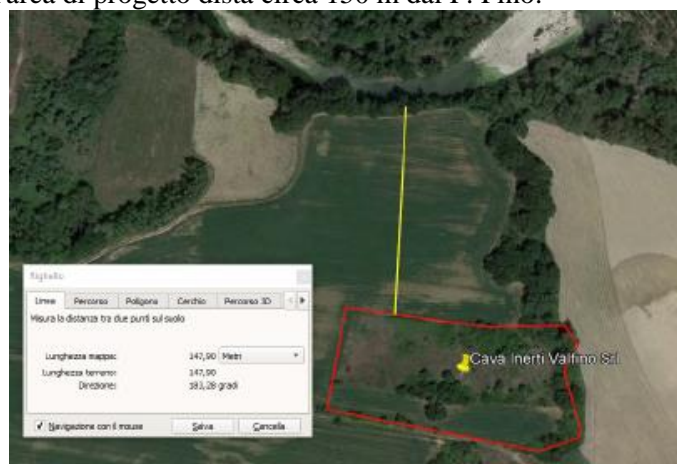 area di progetto dista circa 150 m dal F. Fino.
Righello
Linea Percorso Poligono Cerchio Percorso 3D
Misura la distanza tra due punti sul suolo
Lunghezza mappa: 147,90 Metri
Lunghezza terreno: 147,90
Direzione: 183,28 gradi
Navigazione con il mouse Salva Cancella
Cava Inerti Valfino Srl